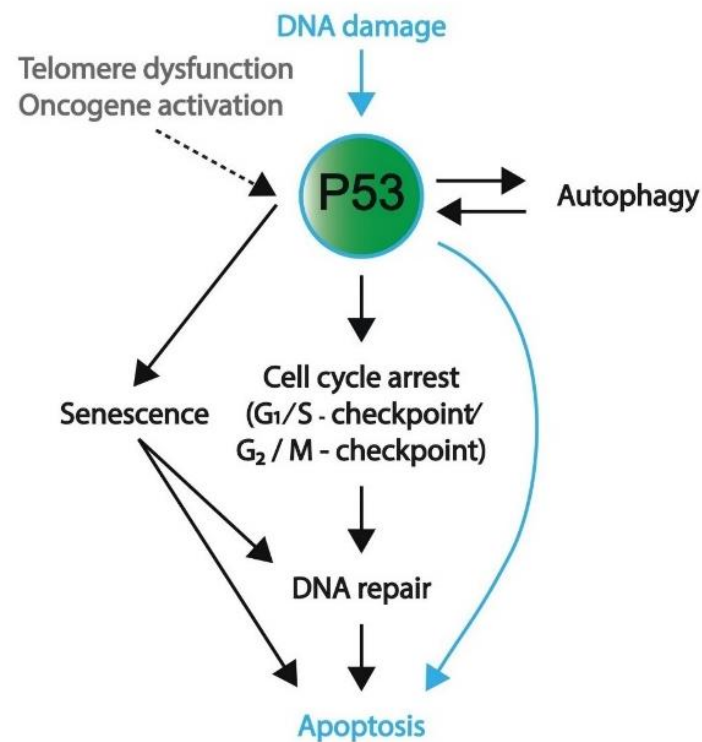 DNA damage
Telomere dysfunction
Oncogene activation
P53
Autophagy
Cell cycle arrest
Senescence
(G₁/S - checkpoint/
G₂ / M - checkpoint)
DNA repair
Apoptosis